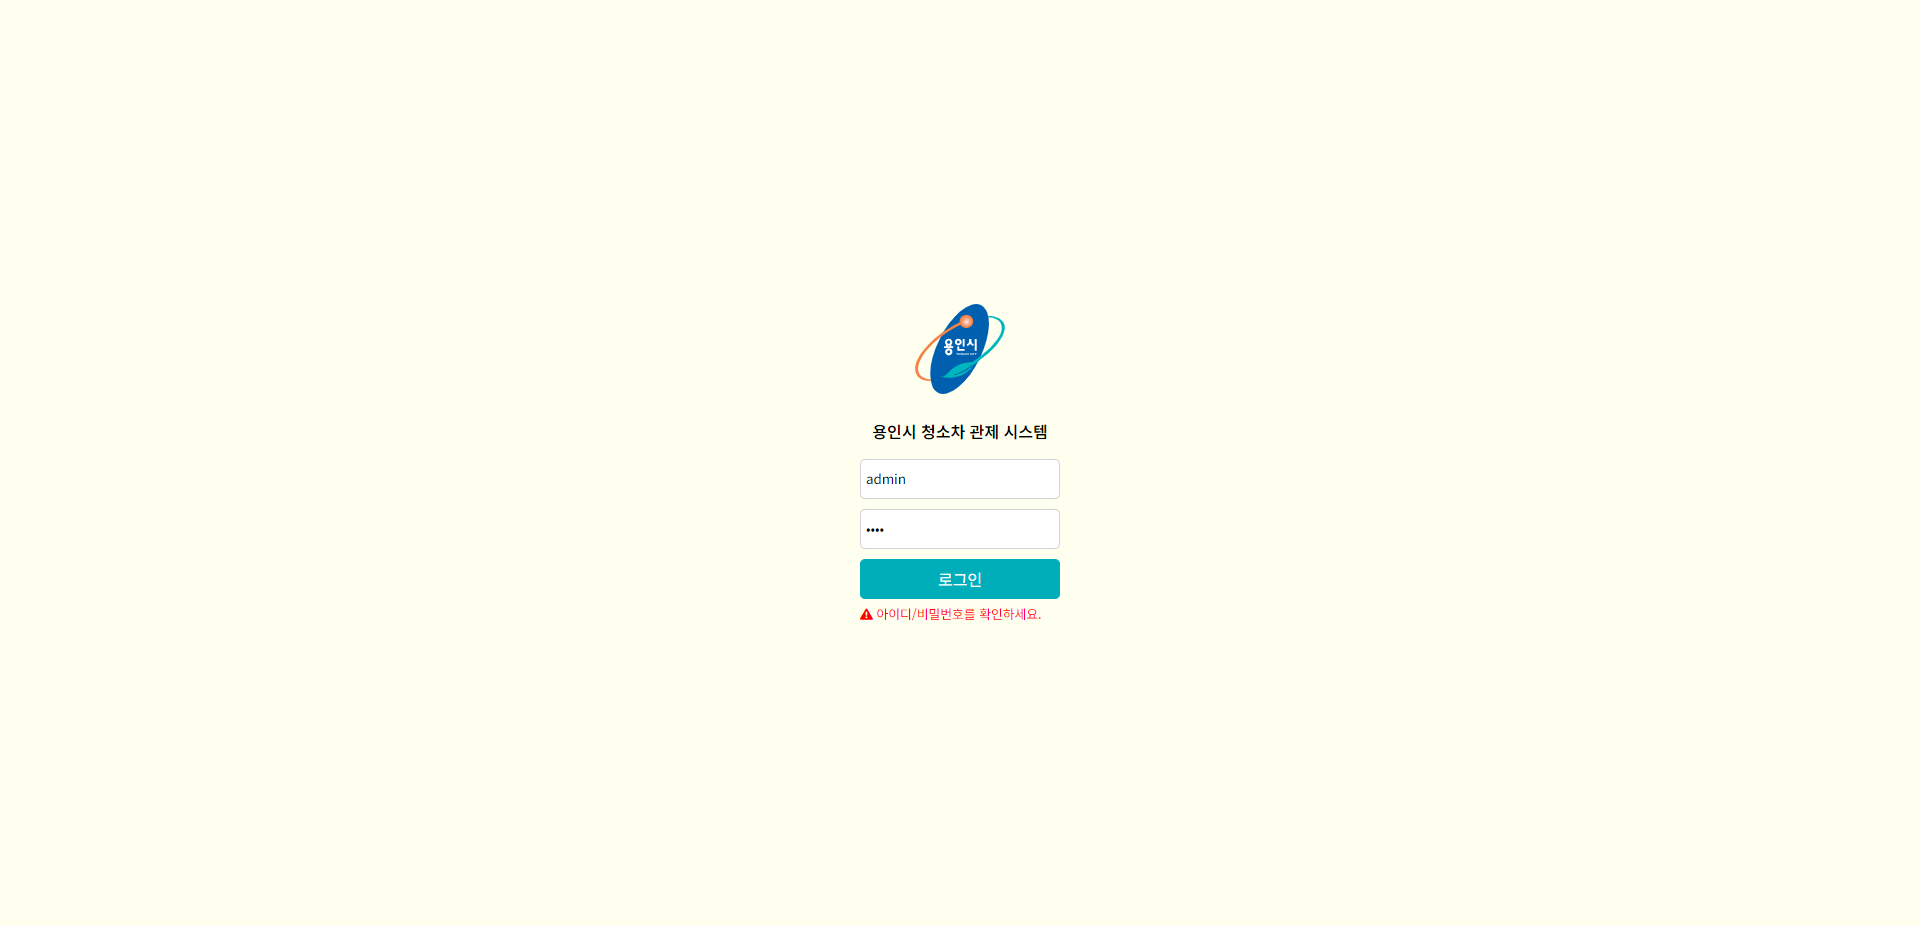 용인시
용인시 청소차 관제 시스템
admin
••••
로그인
아이디/비밀번호를 확인하세요.